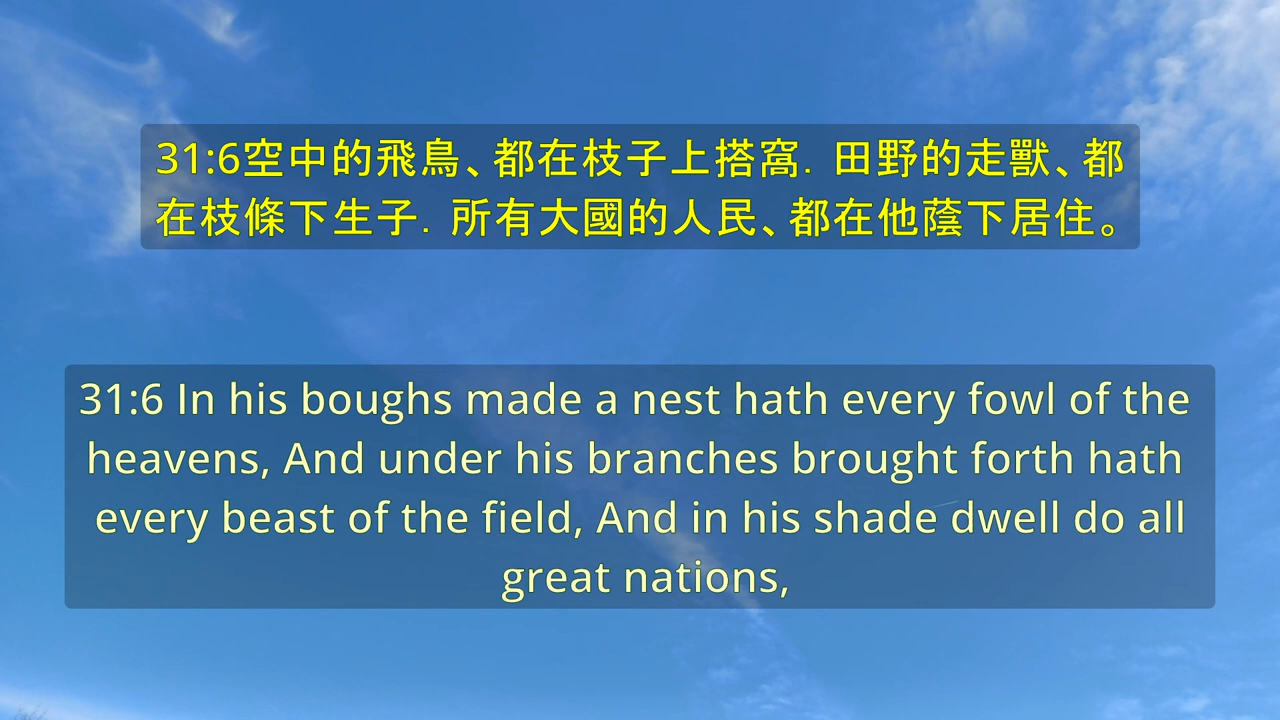 31:6空中的飛鳥、都在枝子上搭窩．田野的走獸、都
在枝條下生子．所有大國的人民、都在他蔭下居住。
31:6 In his boughs made a nest hath every fowl of the
heavens, And under his branches brought forth hath
every beast of the field, And in his shade dwell do all
great nations,